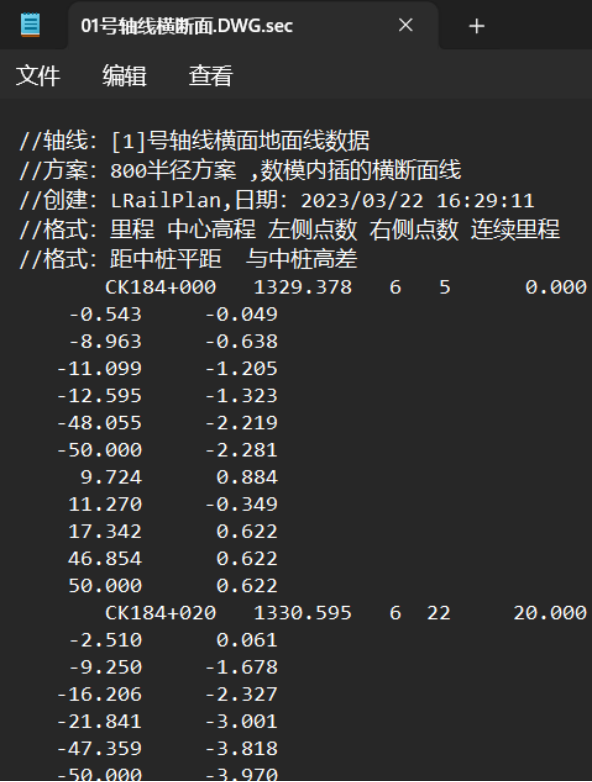 01号轴线横断面.DWG.sec
文件 编辑 查看
//轴线: [1]号轴线横面地面线数据
//方案: 800半径方案 ,数模内插的横断面线
//创建: LRailPlan,日期: 2023/03/22 16:29:11
//格式: 里程 中心高程 左侧点数 右侧点数 连续里程
//格式: 距中桩平距 与中桩高差
CK184+000 1329.378 6 5 0.000
-0.543 -0.049
-8.963 -0.638
-11.099 -1.205
-12.595 -1.323
-48.055 -2.219
-50.000 -2.281
9.724 0.884
11.270 -0.349
17.342 0.622
46.854 0.622
50.000 0.622
CK184+020 1330.595 6 22 20.000
-2.510 0.061
-9.250 -1.678
-16.206 -2.327
-21.841 -3.001
-47.359 -3.818
-50.000 -3.970